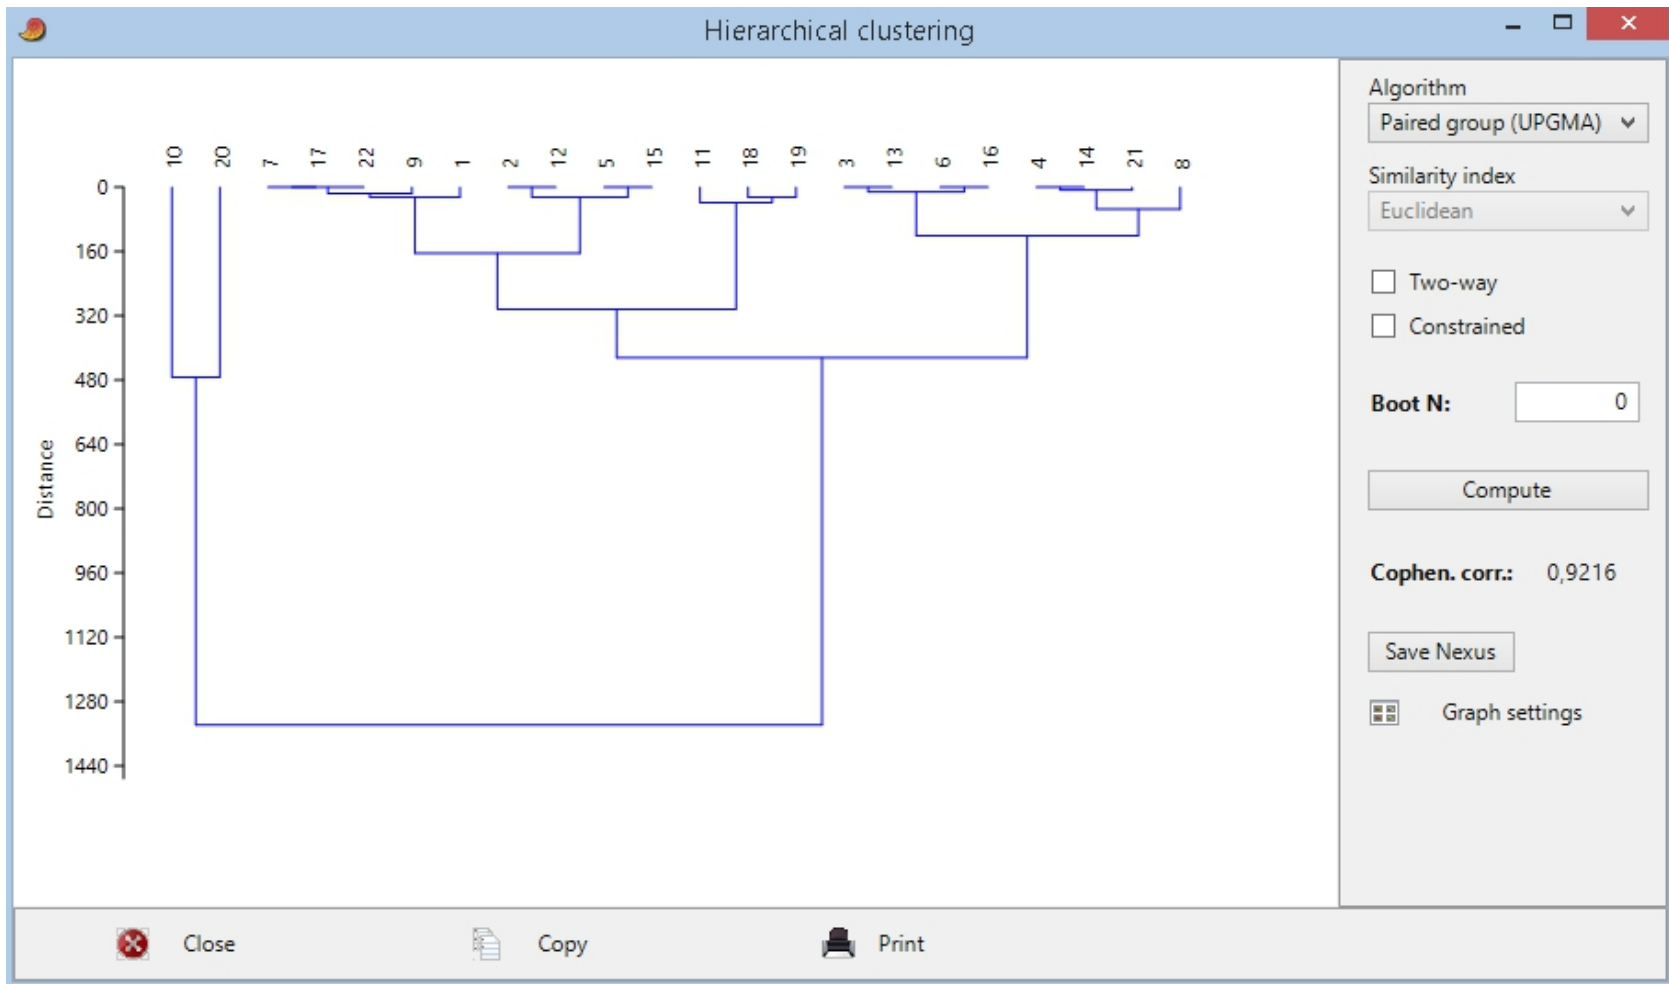 Hierarchical clustering
10 20 7 17 22 9 1 2 12 5 15 11 18 19 3 13 6 16 4 14 21 8
0
160
320
480
640
800
960
1120
1280
1440
Distance
Algorithm
Paired group (UPGMA)
Similarity index
Euclidean
Two-way
Constrained
Boot N: 0
Compute
Cophen. corr.: 0,9216
Save Nexus
Graph settings
Close Copy Print